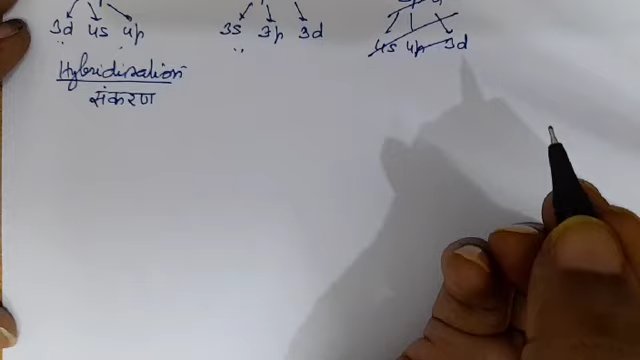 3d 4s 4p
3s 3p 3d
4s 4p 3d
Hybridisation
संकरण